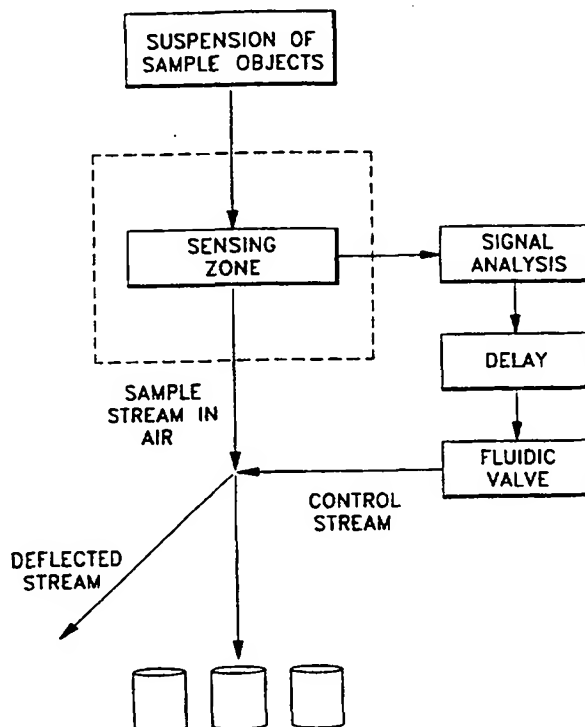 SUSPENSION OF
SAMPLE OBJECTS
SENSING
ZONE
SIGNAL
ANALYSIS
DELAY
SAMPLE
STREAM IN
AIR
FLUIDIC
VALVE
CONTROL
STREAM
DEFLECTED
STREAM